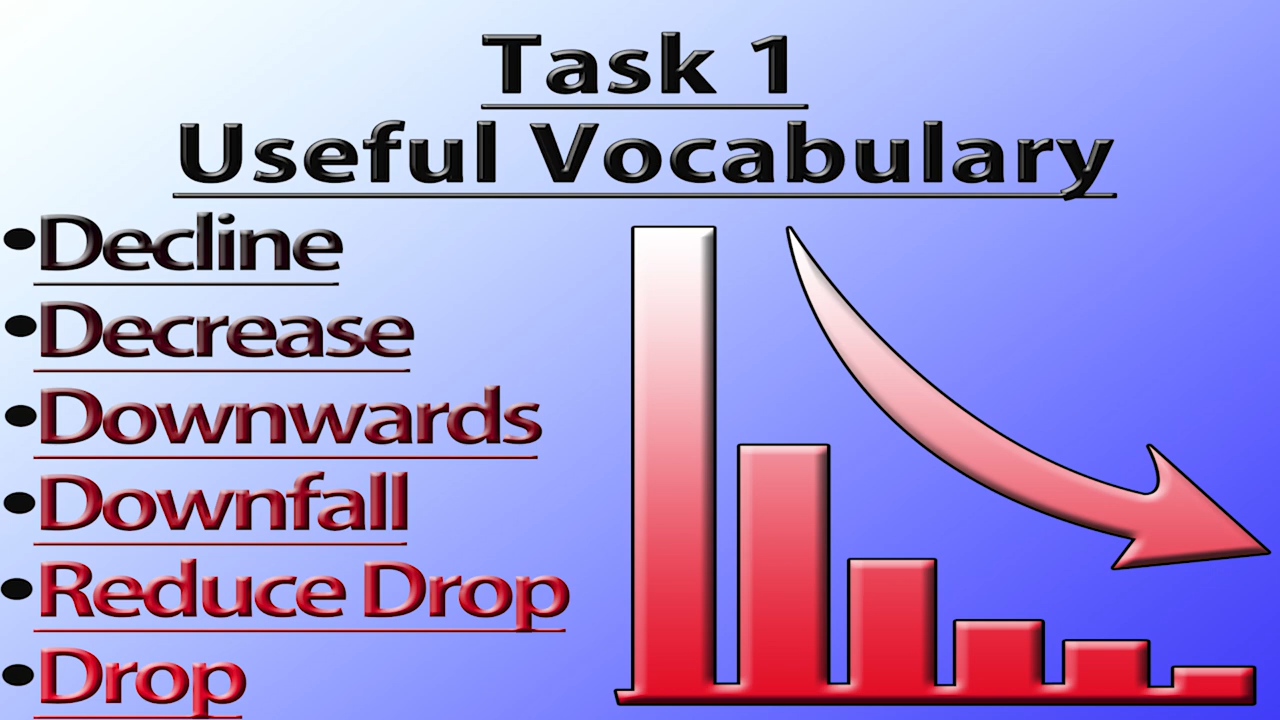 Task 1
Useful Vocabulary
•Decline
•Decrease
•Downwards
•Downfall
•Reduce Drop
•Drop